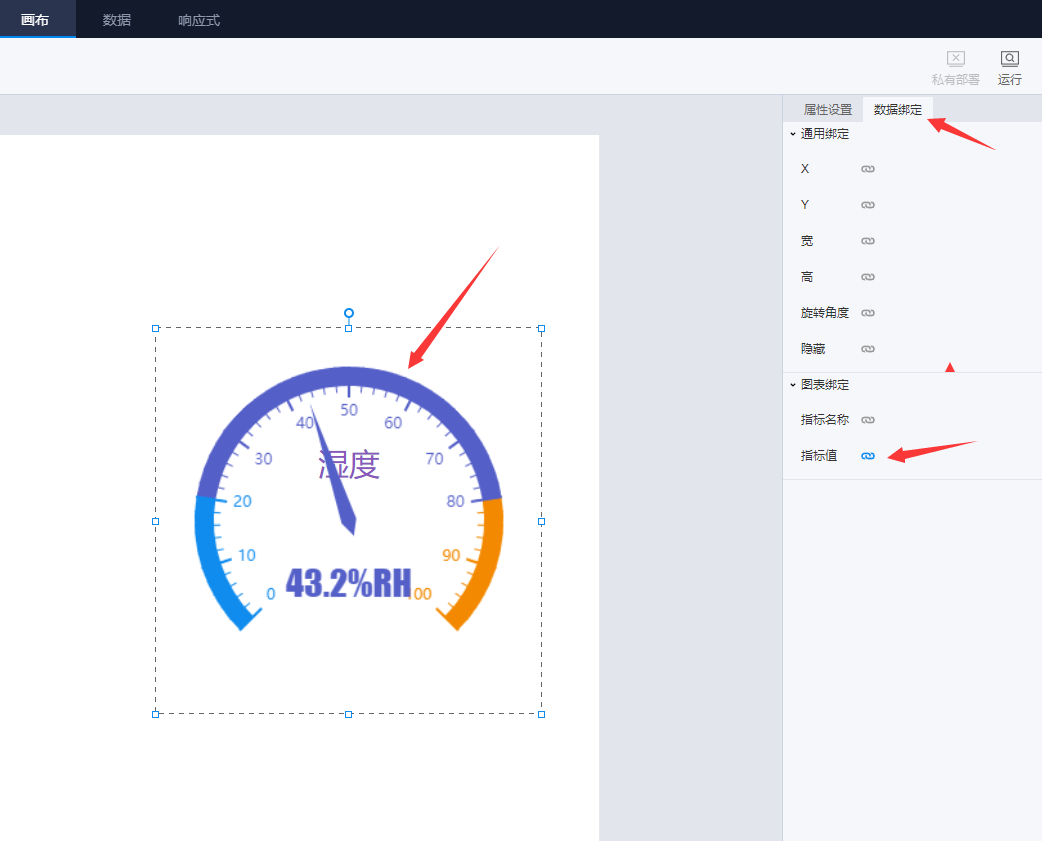 画布 数据 响应式
私有部署 运行
属性设置 数据绑定
通用绑定
X
Y
宽
高
旋转角度
隐藏
图表绑定
指标名称
指标值
50
40 60
30 湿度 70
20 80
10 90
0 43.2%RH 100